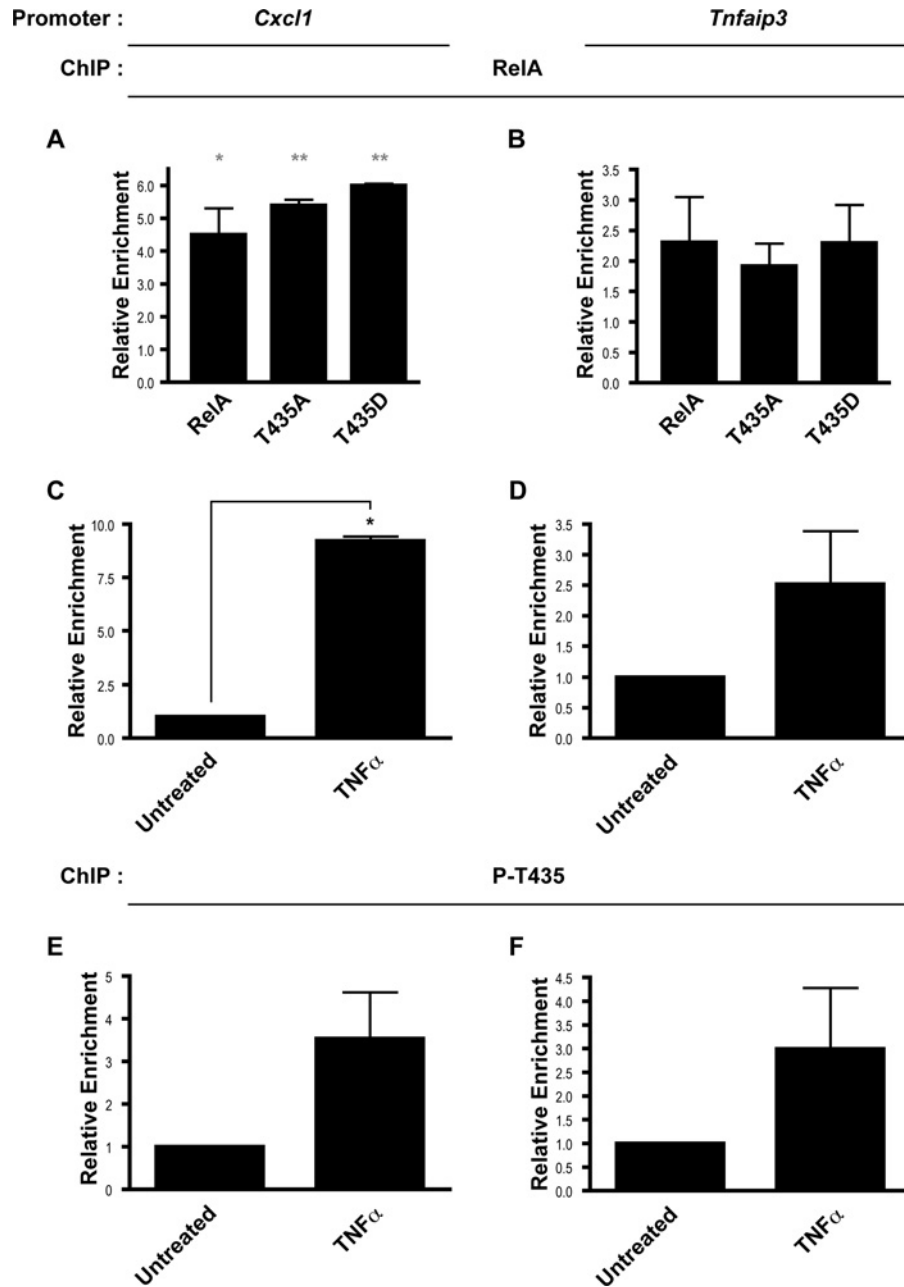 Promoter : Cxcl1 Tnfaip3
ChIP : RelA
A
* ** **
Relative Enrichment
6.0
5.0
4.0
3.0
2.0
1.0
0.0
RelA T435A T435D
B
Relative Enrichment
3.5
3.0
2.5
2.0
1.5
1.0
0.5
0.0
RelA T435A T435D
C
*
Relative Enrichment
10.0
7.5
5.0
2.5
0.0
Untreated TNFα
D
Relative Enrichment
3.5
3.0
2.5
2.0
1.5
1.0
0.5
0.0
Untreated TNFα
ChIP : P-T435
E
Relative Enrichment
5
4
3
2
1
0
Untreated TNFα
F
Relative Enrichment
4.5
4.0
3.5
3.0
2.5
2.0
1.5
1.0
0.5
0.0
Untreated TNFα